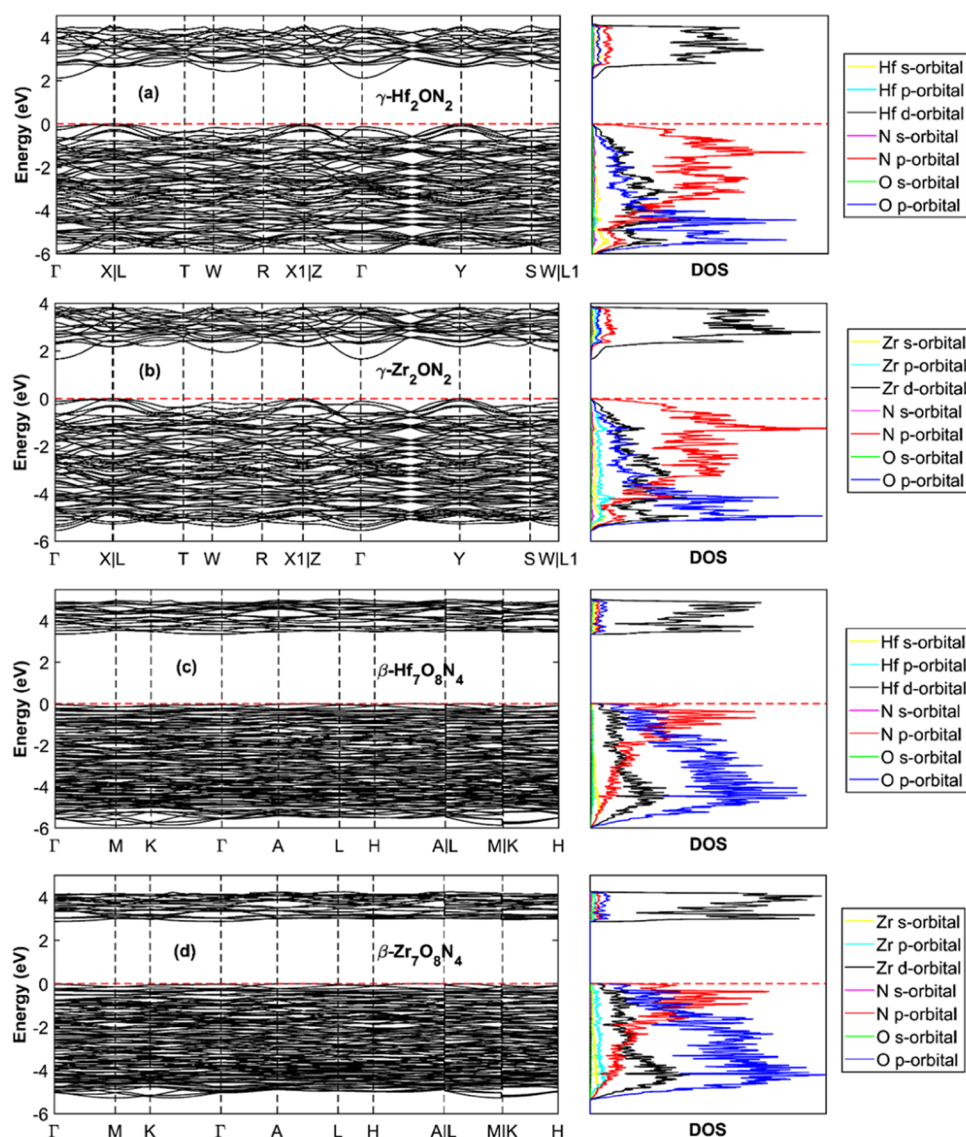 4
2
0
-2
-4
-6
Energy (eV)
(a)
γ-Hf₂ON₂
Γ X|L T W R X1|Z Γ Y S W|L1
DOS
Hf s-orbital
Hf p-orbital
Hf d-orbital
N s-orbital
N p-orbital
O s-orbital
O p-orbital
4
2
0
-2
-4
-6
Energy (eV)
(b)
γ-Zr₂ON₂
Γ X|L T W R X1|Z Γ Y S W|L1
DOS
Zr s-orbital
Zr p-orbital
Zr d-orbital
N s-orbital
N p-orbital
O s-orbital
O p-orbital
4
2
0
-2
-4
-6
Energy (eV)
(c)
β-Hf₇O₈N₄
Γ M K Γ A L H A|L M|K H
DOS
Hf s-orbital
Hf p-orbital
Hf d-orbital
N s-orbital
N p-orbital
O s-orbital
O p-orbital
4
2
0
-2
-4
-6
Energy (eV)
(d)
β-Zr₇O₈N₄
Γ M K Γ A L H A|L M|K H
DOS
Zr s-orbital
Zr p-orbital
Zr d-orbital
N s-orbital
N p-orbital
O s-orbital
O p-orbital